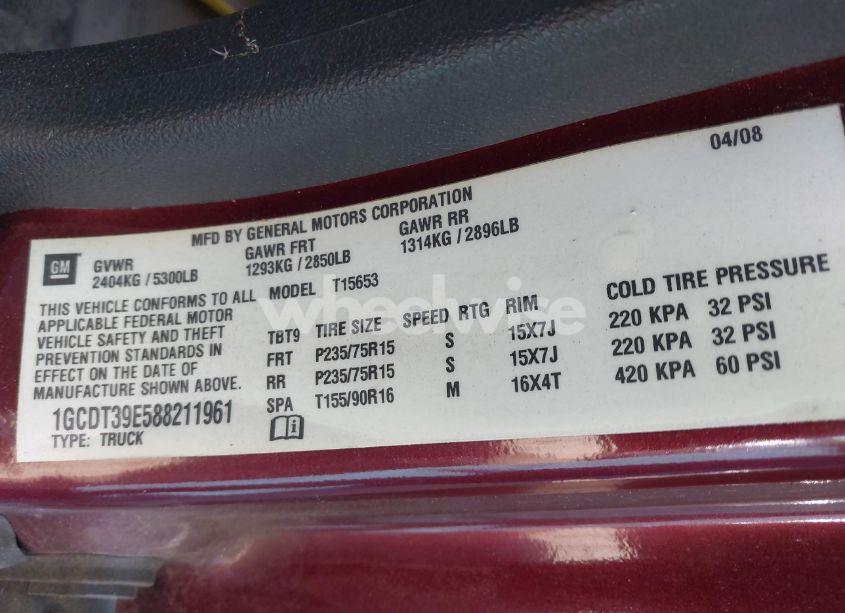 04/08
MFD BY GENERAL MOTORS CORPORATION
GM
GVWR GAWR FRT GAWR RR
2404KG / 5300LB 1293KG / 2850LB 1314KG / 2896LB
THIS VEHICLE CONFORMS TO ALL
APPLICABLE FEDERAL MOTOR
VEHICLE SAFETY AND THEFT
PREVENTION STANDARDS IN
EFFECT ON THE DATE OF
MANUFACTURE SHOWN ABOVE.
1GCDT39E588211961
TYPE: TRUCK
MODEL T15653
TBT9 TIRE SIZE SPEED RTG RIM COLD TIRE PRESSURE
FRT P235/75R15 S 15X7J 220 KPA 32 PSI
RR P235/75R15 S 15X7J 220 KPA 32 PSI
SPA T155/90R16 M 16X4T 420 KPA 60 PSI
i
wheelwise